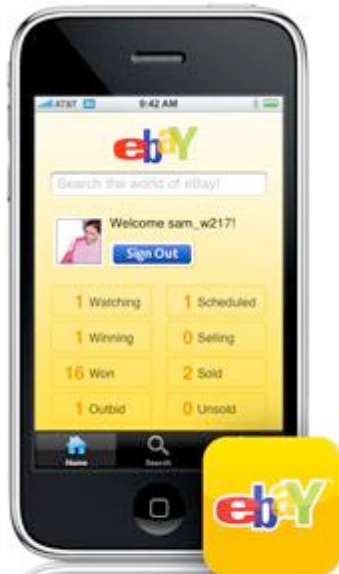 AT&T 9:42 AM
ebaY
Search the world of eBay!
Welcome sam_w217!
Sign Out
1 Watching 1 Scheduled
1 Winning 0 Selling
16 Won 2 Sold
1 Outbid 0 Unsold
Home Search
ebaY